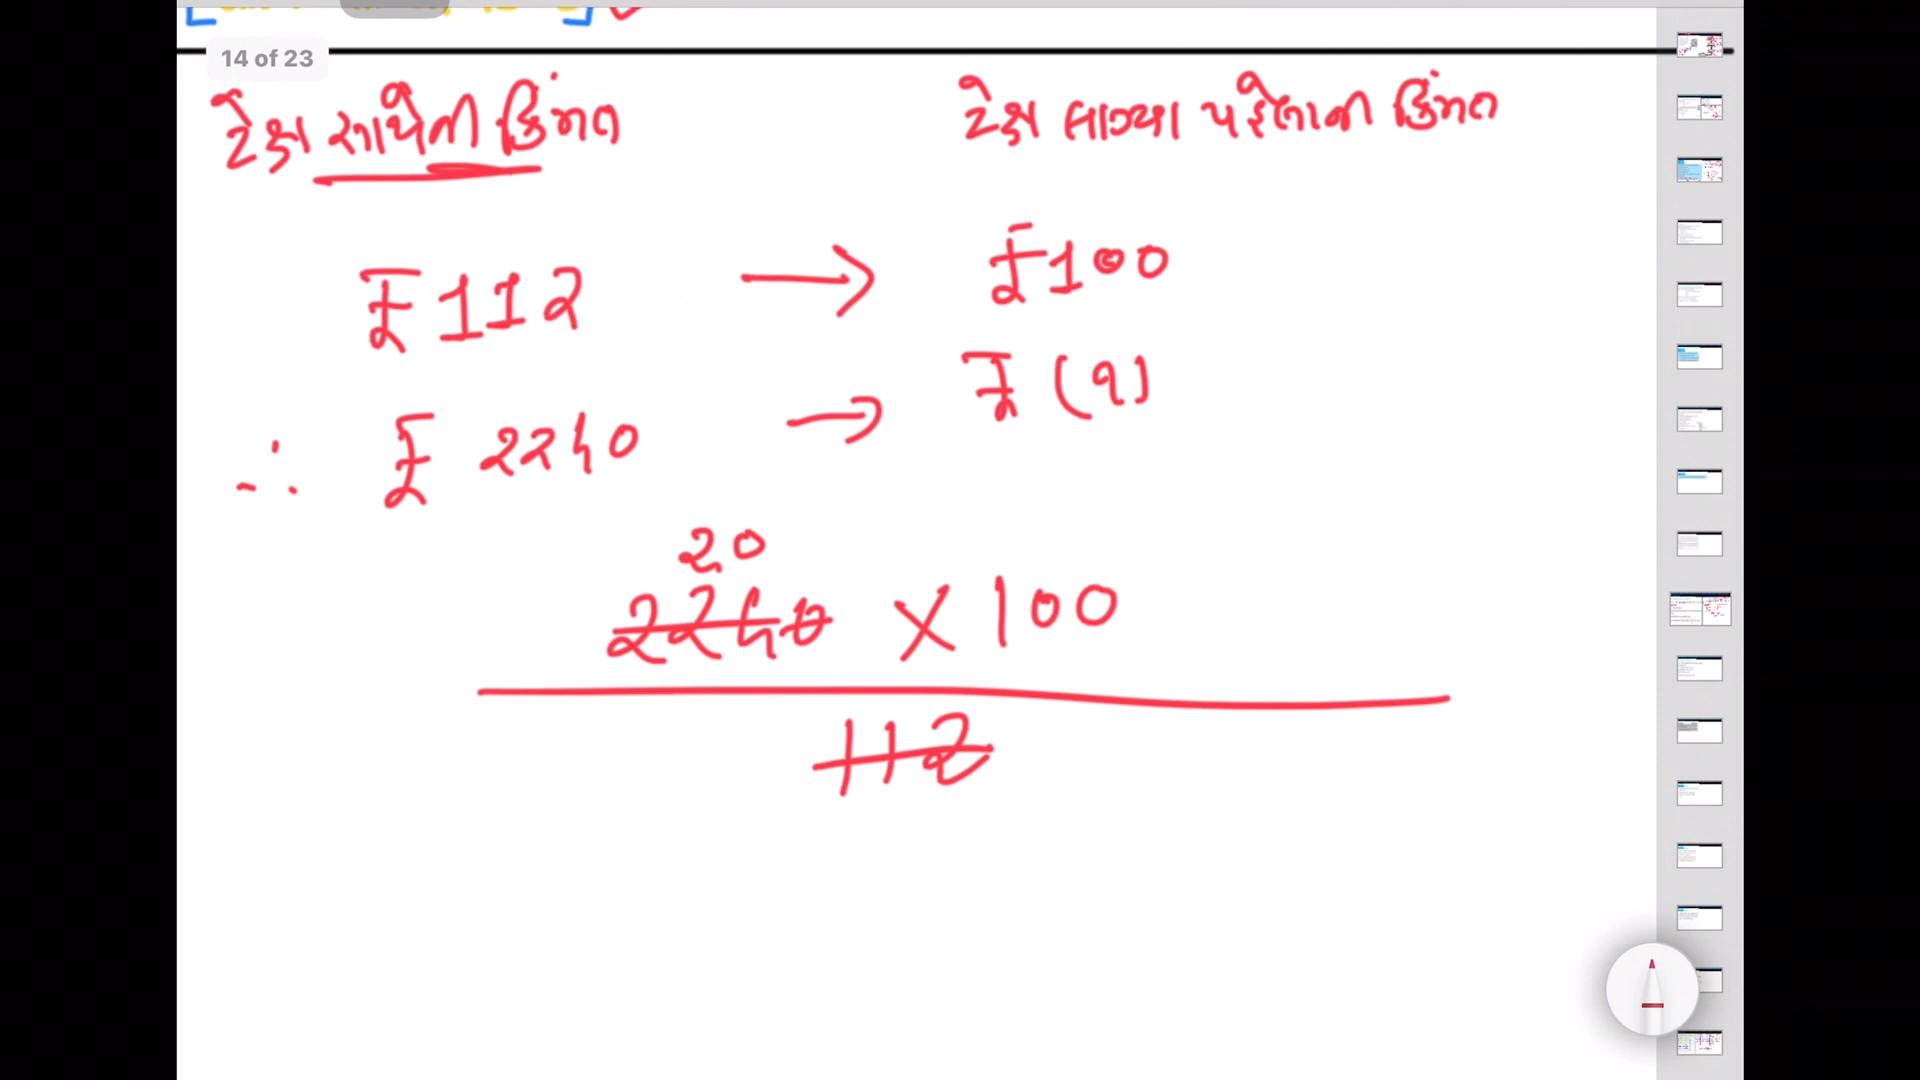 14 of 23
ટેક્ષ સાથેની કિંમત
ટેક્ષ લાગ્યા પહેલાની કિંમત
₹112 → ₹100
∴ ₹ 2240 → ₹ (?)
20
2240 × 100
112